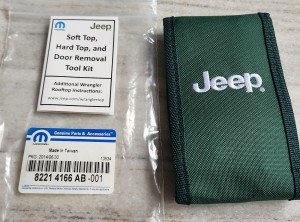 mopar
Jeep
Soft Top,
Hard Top, and
Door Removal
Tool Kit
Additional Wrangler
Rooftop Instructions:
Genuine Parts & Accessories
Made in Taiwan
8221 4166 AB -001
Jeep